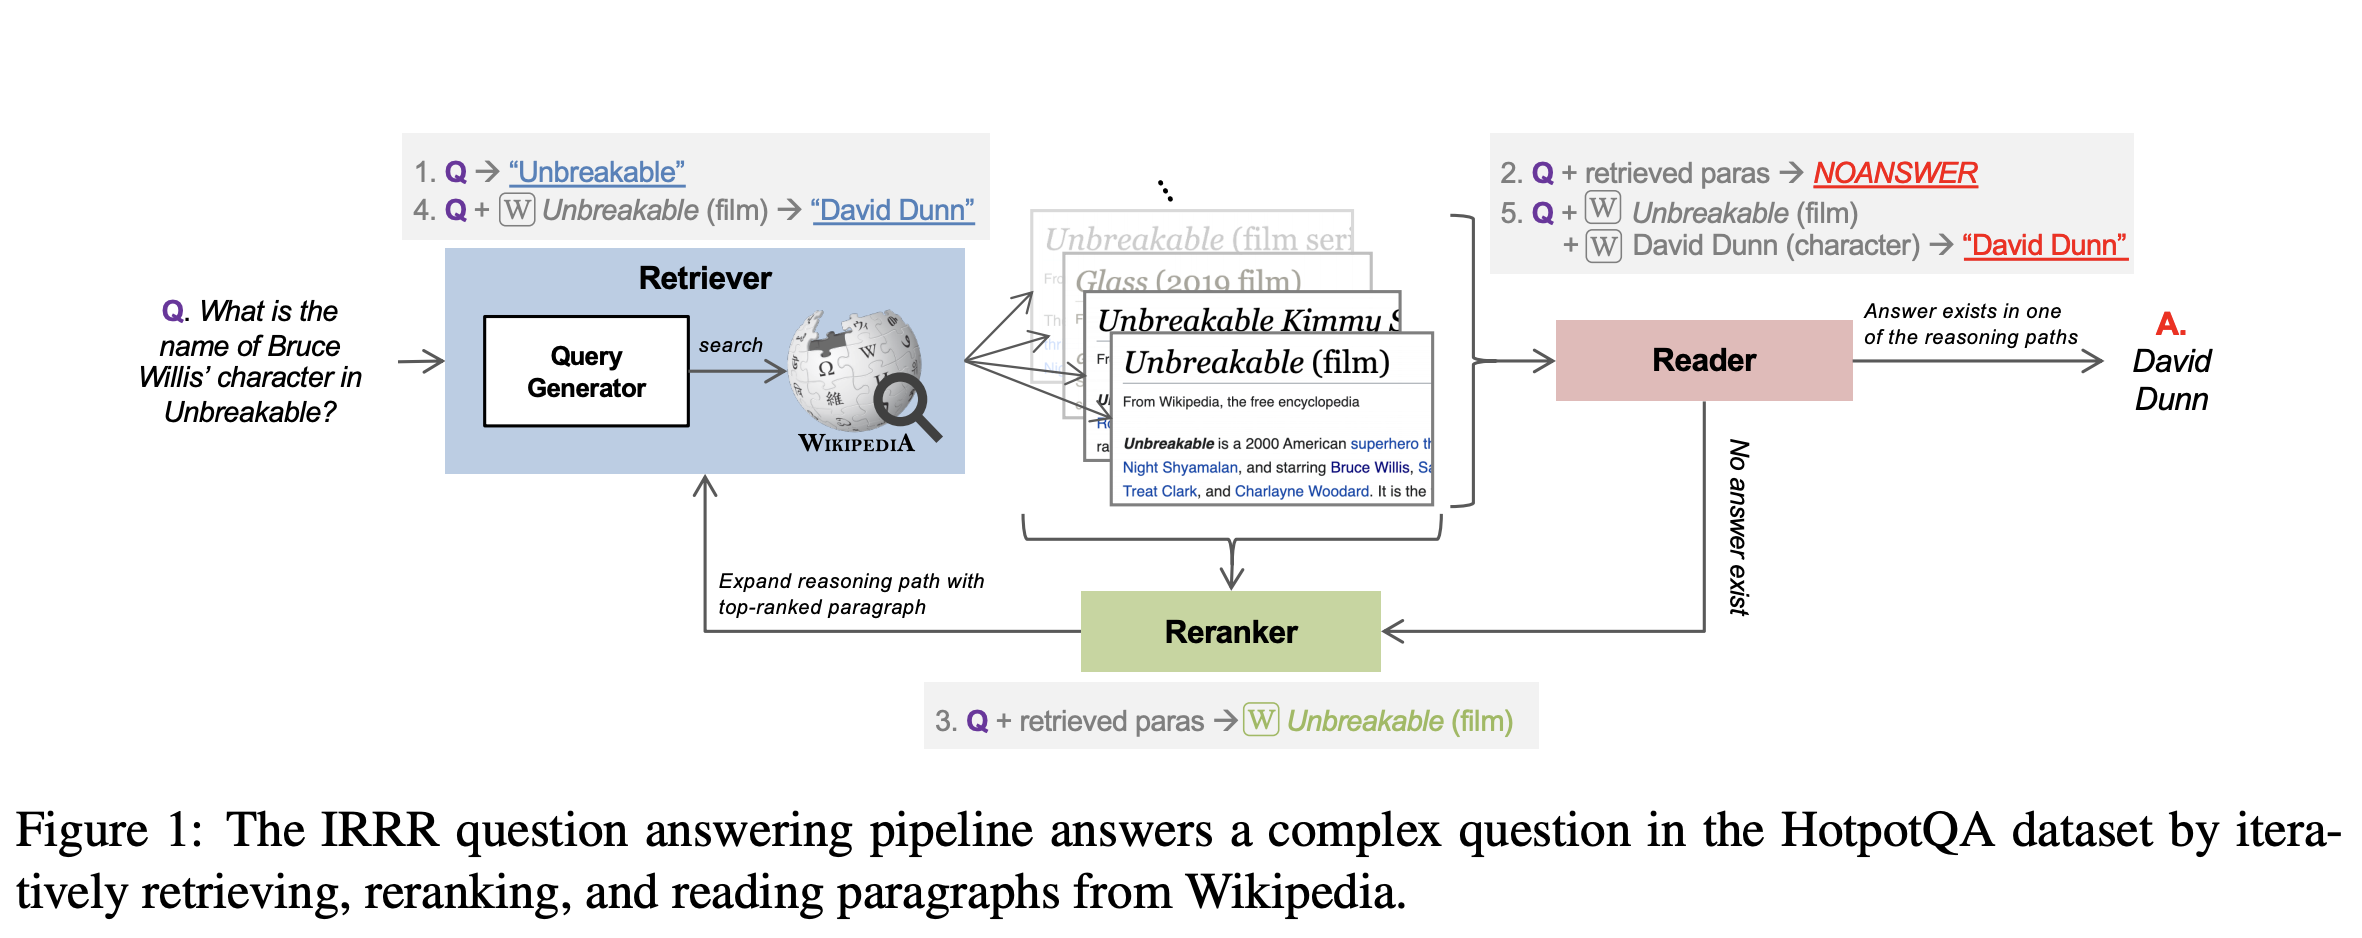 1. Q → “Unbreakable”
4. Q + W Unbreakable (film) → “David Dunn”
2. Q + retrieved paras → NOANSWER
5. Q + W Unbreakable (film)
+ W David Dunn (character) → “David Dunn”
Q. What is the
name of Bruce
Willis’ character in
Unbreakable?
Retriever
Query
Generator
search
WIKIPEDIA
Unbreakable (film seri
Glass (2019 film)
Unbreakable Kimmy S
Unbreakable (film)
From Wikipedia, the free encyclopedia
Unbreakable is a 2000 American superhero th
Night Shyamalan, and starring Bruce Willis, Sa
Treat Clark, and Charlayne Woodard. It is the
Reader
Answer exists in one
of the reasoning paths
A.
David
Dunn
No answer exist
Expand reasoning path with
top-ranked paragraph
Reranker
3. Q + retrieved paras → W Unbreakable (film)
Figure 1: The IRRR question answering pipeline answers a complex question in the HotpotQA dataset by itera-
tively retrieving, reranking, and reading paragraphs from Wikipedia.